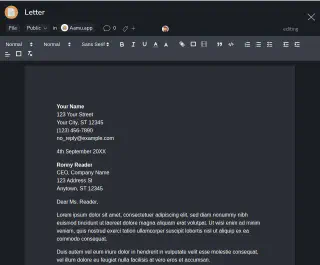 Letter
File Public in Aamu.app 0 editing
Normal Normal Sans Serif B I U A A
Your Name
123 Your Street
Your City, ST 12345
(123) 456-7890
no_reply@example.com
4th September 20XX
Ronny Reader
CEO, Company Name
123 Address St
Anytown, ST 12345
Dear Ms. Reader,
Lorem ipsum dolor sit amet, consectetuer adipiscing elit, sed diam nonummy nibh
euismod tincidunt ut laoreet dolore magna aliquam erat volutpat. Ut wisi enim ad minim
veniam, quis nostrud exerci tation ullamcorper suscipit lobortis nisl ut aliquip ex ea
commodo consequat.
Duis autem vel eum iriure dolor in hendrerit in vulputate velit esse molestie consequat,
vel illum dolore eu feugiat nulla facilisis at vero eros et accumsan.